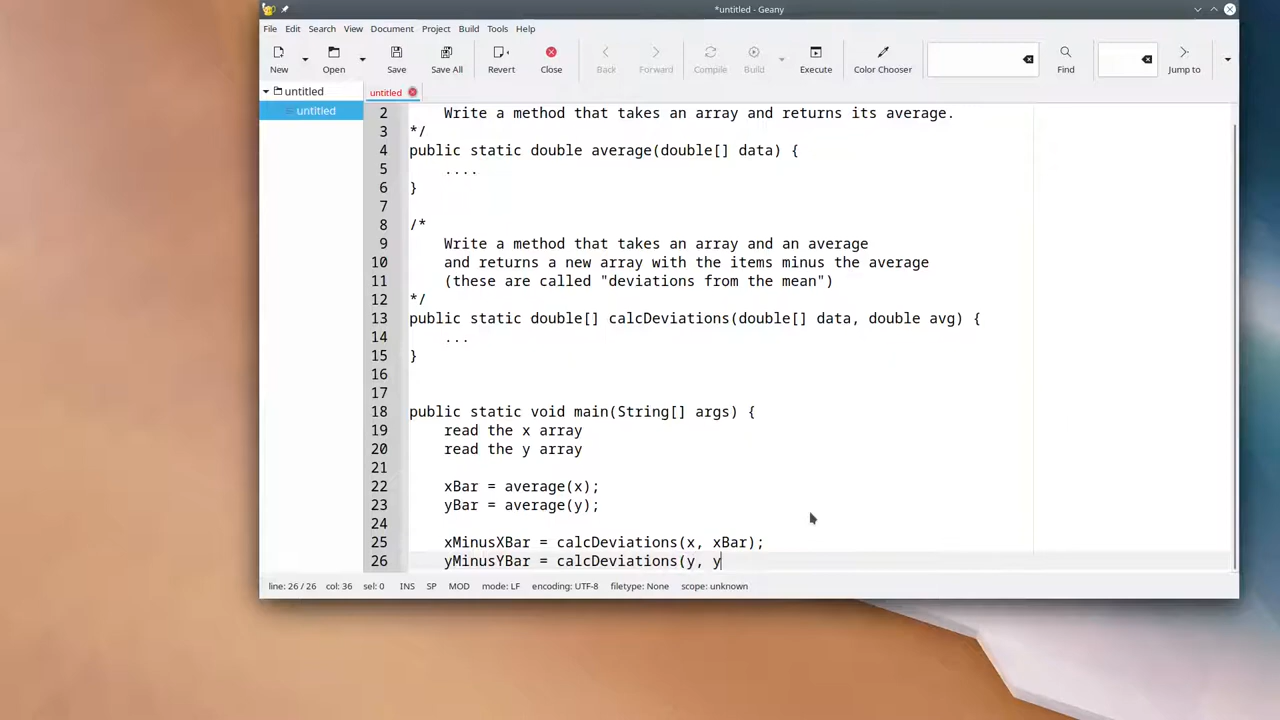 *untitled - Geany
File Edit Search View Document Project Build Tools Help
New Open Save Save All Revert Close Back Forward Compile Build Execute Color Chooser Find Jump to
untitled
untitled
untitled
2 Write a method that takes an array and returns its average.
3 */
4 public static double average(double[] data) {
5 ....
6 }
7
8 /*
9 Write a method that takes an array and an average
10 and returns a new array with the items minus the average
11 (these are called "deviations from the mean")
12 */
13 public static double[] calcDeviations(double[] data, double avg) {
14 ...
15 }
16
17
18 public static void main(String[] args) {
19 read the x array
20 read the y array
21
22 xBar = average(x);
23 yBar = average(y);
24
25 xMinusXBar = calcDeviations(x, xBar);
26 yMinusYBar = calcDeviations(y, y
line: 26 / 26 col: 36 sel: 0 INS SP MOD mode: LF encoding: UTF-8 filetype: None scope: unknown